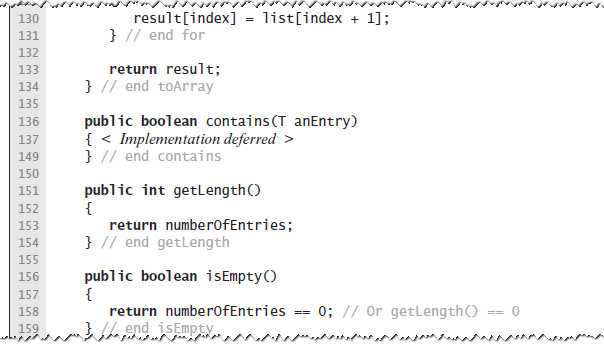 130 result[index] = list[index + 1];
131 } // end for
132
133 return result;
134 } // end toArray
135
136 public boolean contains(T anEntry)
137 { < Implementation deferred >
149 } // end contains
150
151 public int getLength()
152 {
153 return numberOfEntries;
154 } // end getLength
155
156 public boolean isEmpty()
157 {
158 return numberOfEntries == 0; // Or getLength() == 0
159 } // end isEmpty